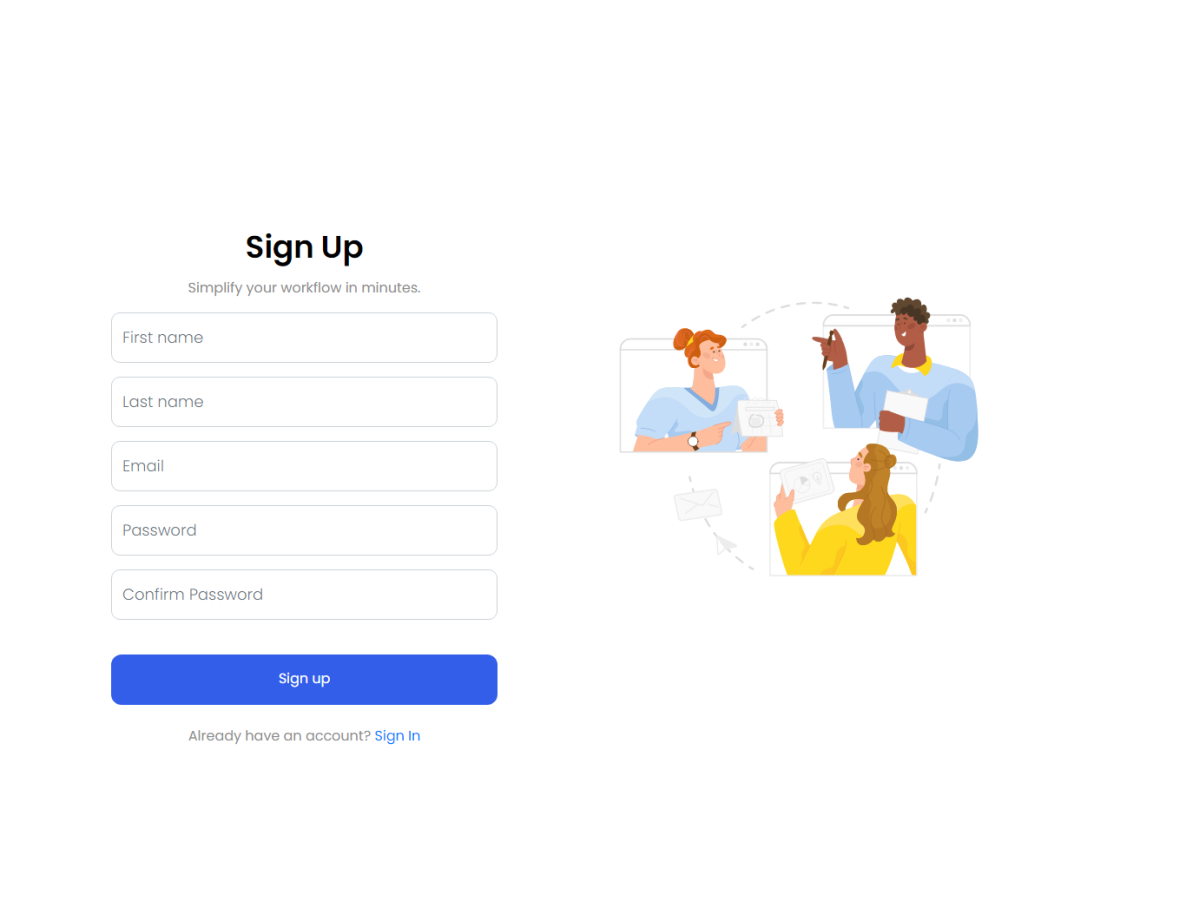 Sign Up
Simplify your workflow in minutes.
First name
Last name
Email
Password
Confirm Password
Sign up
Already have an account? Sign In